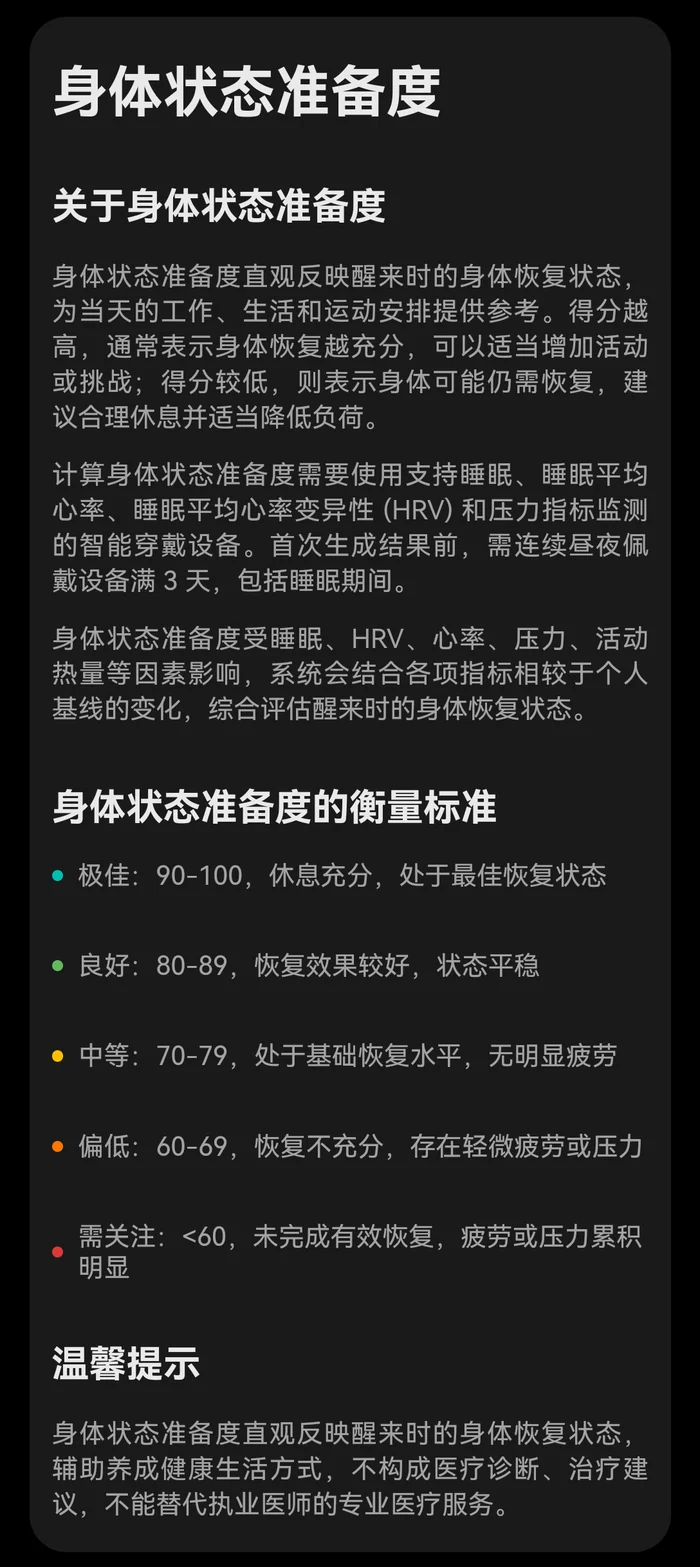 身体状态准备度
关于身体状态准备度
身体状态准备度直观反映醒来时的身体恢复状态，
为当天的工作、生活和运动安排提供参考。得分越
高，通常表示身体恢复越充分，可以适当增加活动
或挑战；得分较低，则表示身体可能仍需恢复，建
议合理休息并适当降低负荷。
计算身体状态准备度需要使用支持睡眠、睡眠平均
心率、睡眠平均心率变异性 (HRV) 和压力指标监测
的智能穿戴设备。首次生成结果前，需连续昼夜佩
戴设备满 3 天，包括睡眠期间。
身体状态准备度受睡眠、HRV、心率、压力、活动
热量等因素影响，系统会结合各项指标相较于个人
基线的变化，综合评估醒来时的身体恢复状态。
身体状态准备度的衡量标准
极佳：90-100，休息充分，处于最佳恢复状态
良好：80-89，恢复效果较好，状态平稳
中等：70-79，处于基础恢复水平，无明显疲劳
偏低：60-69，恢复不充分，存在轻微疲劳或压力
需关注：<60，未完成有效恢复，疲劳或压力累积
明显
温馨提示
身体状态准备度直观反映醒来时的身体恢复状态，
辅助养成健康生活方式，不构成医疗诊断、治疗建
议，不能替代执业医师的专业医疗服务。